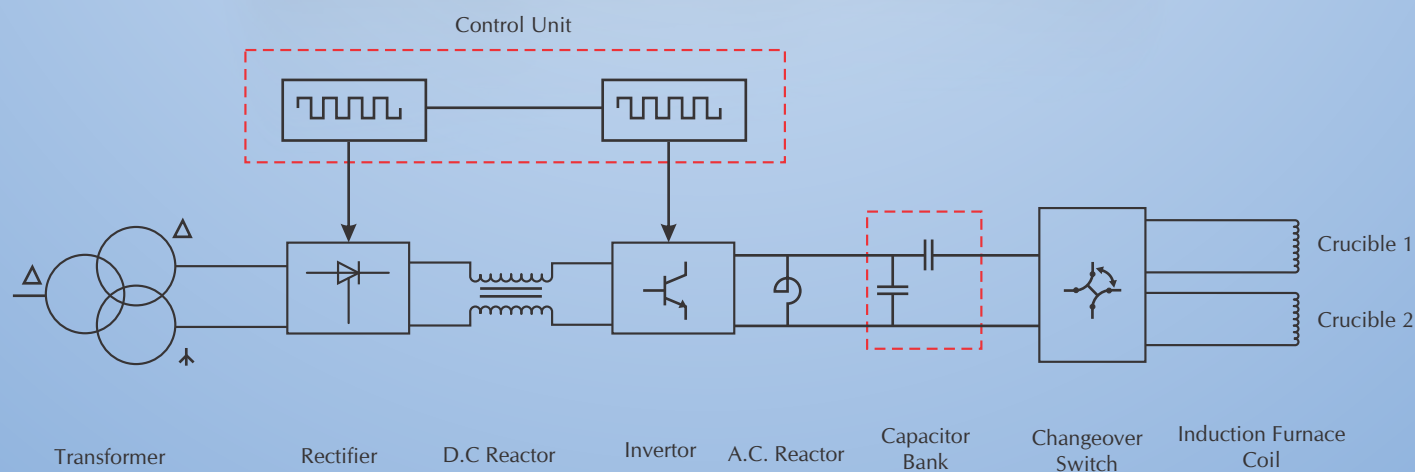 Control Unit
Δ
Δ
Crucible 1
Crucible 2
Transformer
Rectifier
D.C Reactor
Invertor
A.C. Reactor
Capacitor
Bank
Changeover
Switch
Induction Furnace
Coil